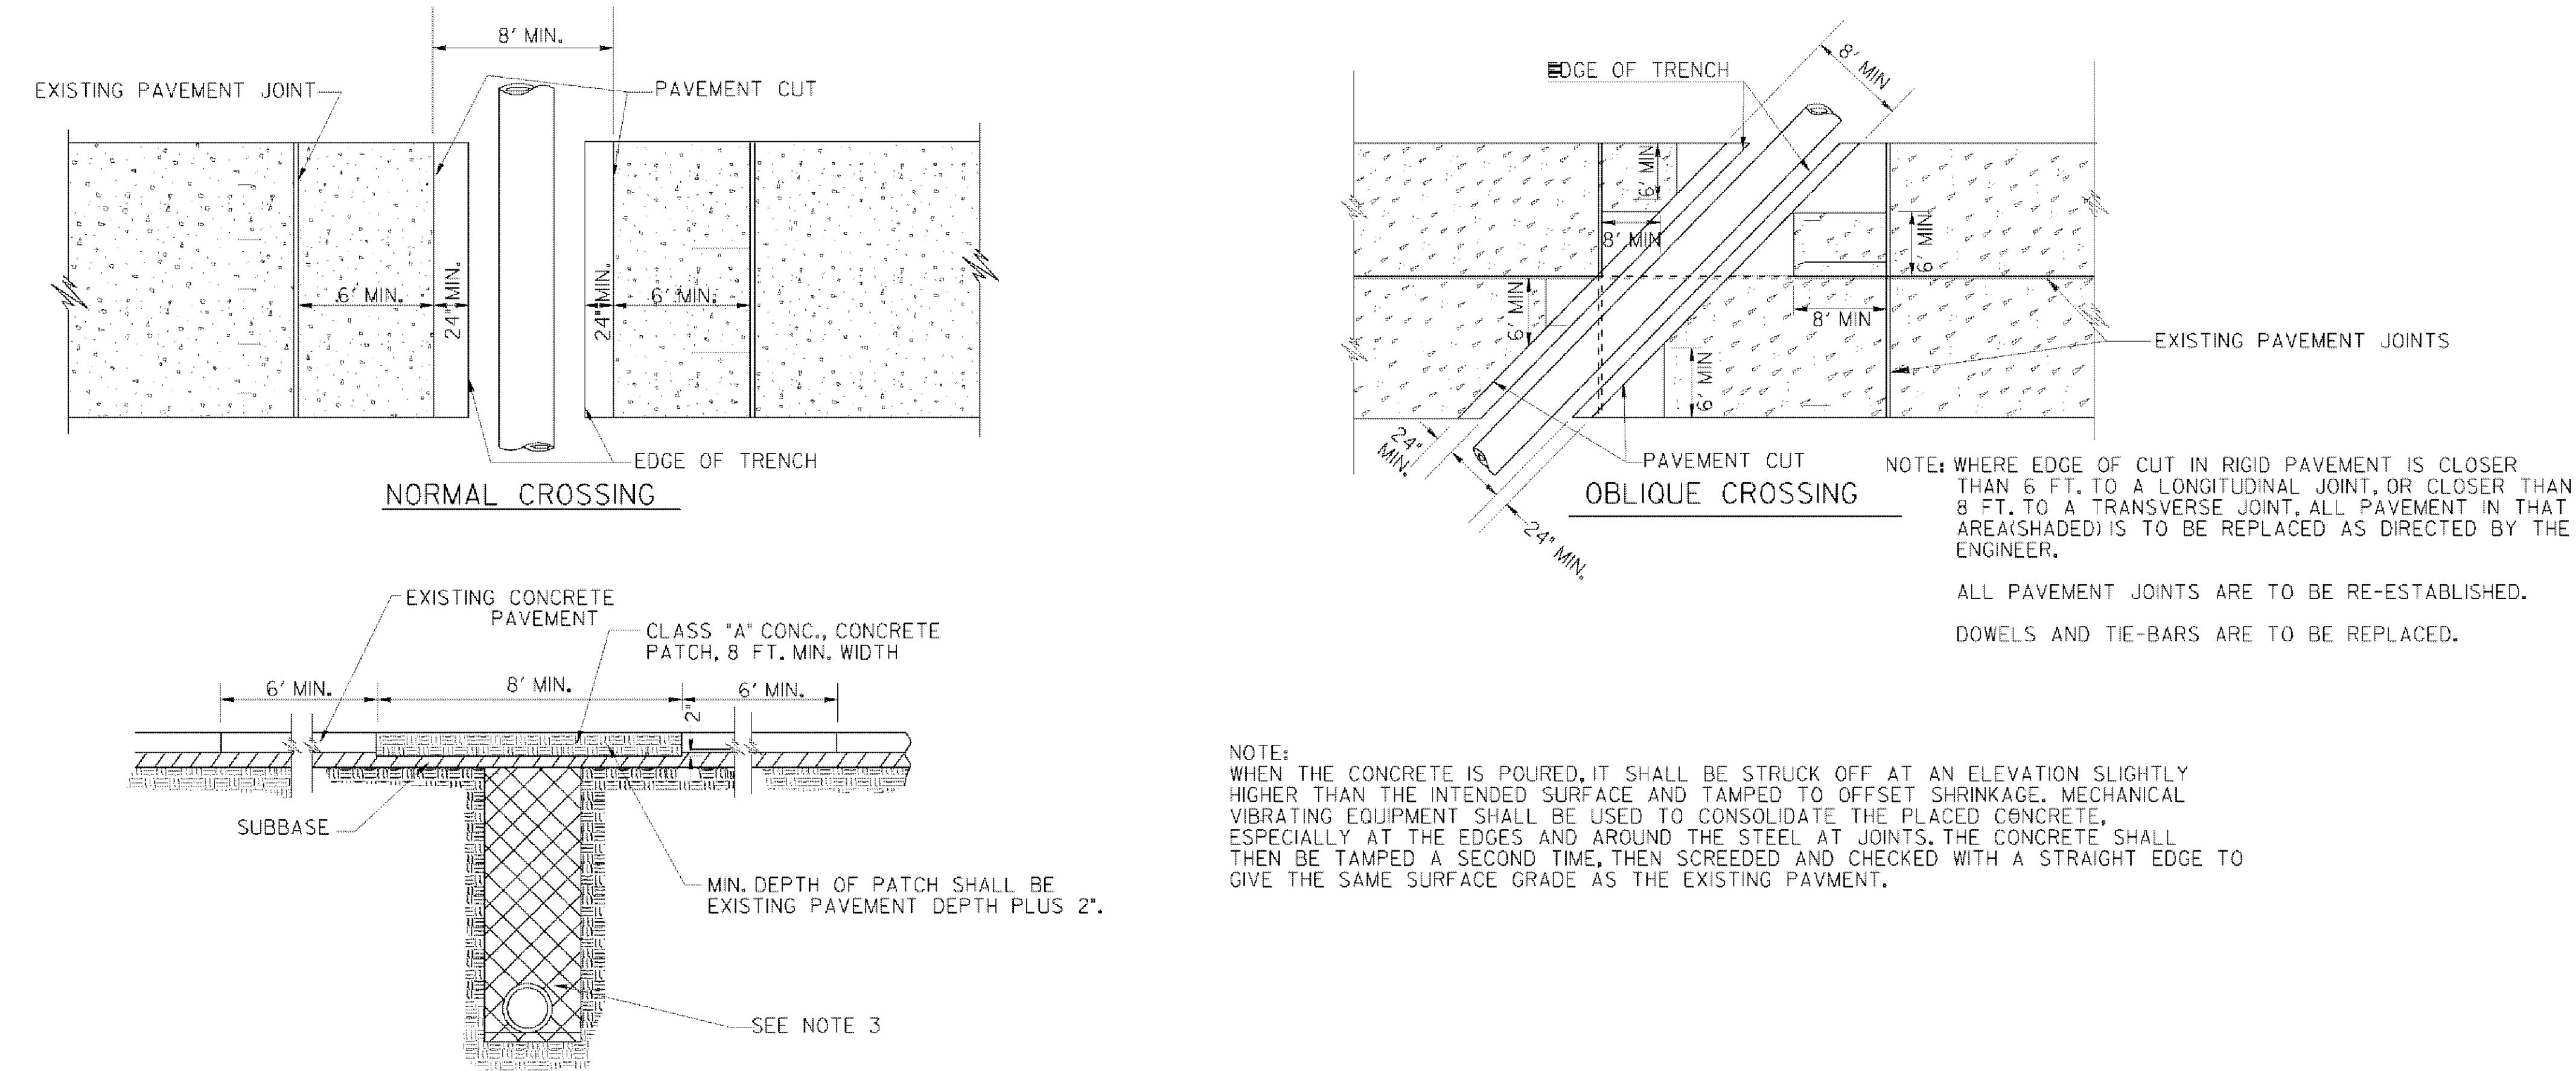 8' MIN.
EXISTING PAVEMENT JOINT
PAVEMENT CUT
6' MIN.
24" MIN.
24" MIN.
6' MIN.
EDGE OF TRENCH
NORMAL CROSSING
EDGE OF TRENCH
8' MIN
6' MIN
8' MIN
6' MIN
6' MIN
8' MIN
6' MIN
EXISTING PAVEMENT JOINTS
24"
MIN.
PAVEMENT CUT
OBLIQUE CROSSING
24" MIN.
NOTE: WHERE EDGE OF CUT IN RIGID PAVEMENT IS CLOSER
THAN 6 FT. TO A LONGITUDINAL JOINT, OR CLOSER THAN
8 FT. TO A TRANSVERSE JOINT, ALL PAVEMENT IN THAT
AREA(SHADED) IS TO BE REPLACED AS DIRECTED BY THE
ENGINEER.
ALL PAVEMENT JOINTS ARE TO BE RE-ESTABLISHED.
DOWELS AND TIE-BARS ARE TO BE REPLACED.
EXISTING CONCRETE
PAVEMENT
CLASS "A" CONC., CONCRETE
PATCH, 8 FT. MIN. WIDTH
6' MIN.
8' MIN.
6' MIN.
2"
SUBBASE
MIN. DEPTH OF PATCH SHALL BE
EXISTING PAVEMENT DEPTH PLUS 2".
SEE NOTE 3
NOTE:
WHEN THE CONCRETE IS POURED, IT SHALL BE STRUCK OFF AT AN ELEVATION SLIGHTLY
HIGHER THAN THE INTENDED SURFACE AND TAMPED TO OFFSET SHRINKAGE. MECHANICAL
VIBRATING EQUIPMENT SHALL BE USED TO CONSOLIDATE THE PLACED CONCRETE,
ESPECIALLY AT THE EDGES AND AROUND THE STEEL AT JOINTS. THE CONCRETE SHALL
THEN BE TAMPED A SECOND TIME, THEN SCREEDED AND CHECKED WITH A STRAIGHT EDGE TO
GIVE THE SAME SURFACE GRADE AS THE EXISTING PAVMENT.